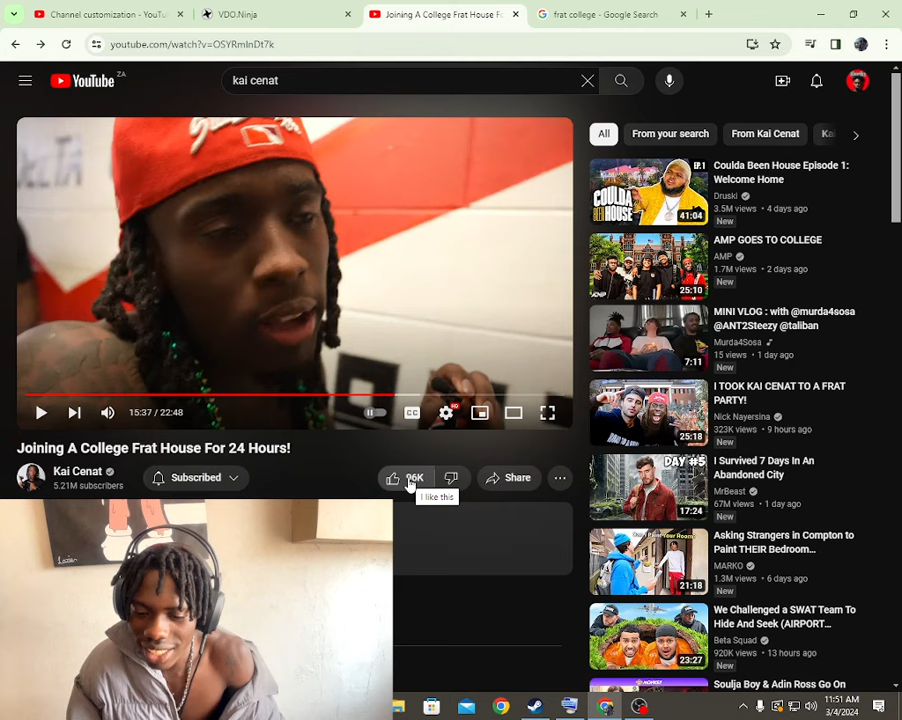 Channel customization - YouTu
VDO.Ninja
Joining A College Frat House F
frat college - Google Search
youtube.com/watch?v=OSYRmInDt7k
YouTube ZA
kai cenat
All
From your search
From Kai Cenat
Kai
COULDA BEEN HOUSE
EP.1
41:04
Coulda Been House Episode 1:
Welcome Home
Druski
3.5M views • 4 days ago
New
25:10
AMP GOES TO COLLEGE
AMP
1.7M views • 2 days ago
New
7:11
MINI VLOG : with @murda4sosa
@ANT2Steezy @taliban
Murda4Sosa
15 views • 1 day ago
New
25:18
I TOOK KAI CENAT TO A FRAT
PARTY!
Nick Nayersina
323K views • 9 hours ago
New
15:37 / 22:48
CC
HD
Joining A College Frat House For 24 Hours!
Kai Cenat
5.21M subscribers
Subscribed
96K
Share
I like this
DAY #5
17:24
I Survived 7 Days In An
Abandoned City
MrBeast
67M views • 1 day ago
New
21:18
Asking Strangers in Compton to
Paint THEIR Bedroom...
MARKO
1.3M views • 6 days ago
New
23:27
We Challenged a SWAT Team To
Hide And Seek (AIRPORT...
Beta Squad
920K views • 13 hours ago
New
Soulja Boy & Adin Ross Go On
11:51 AM
3/4/2024